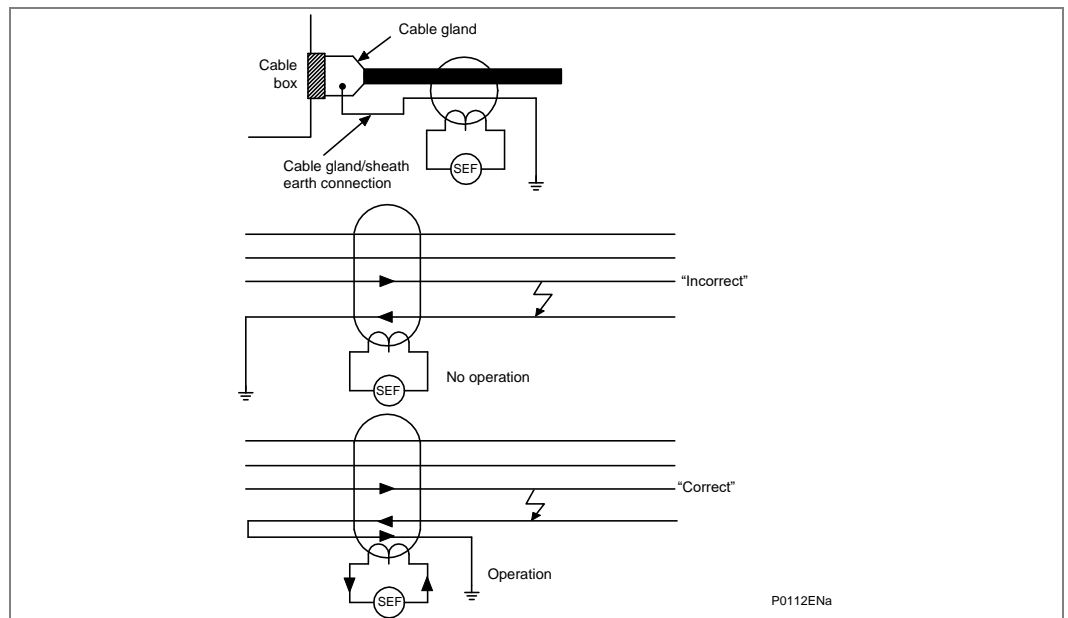 Cable gland
Cable
box
Cable gland/sheath
earth connection
SEF
“Incorrect”
No operation
SEF
“Correct”
Operation
SEF
P0112ENa